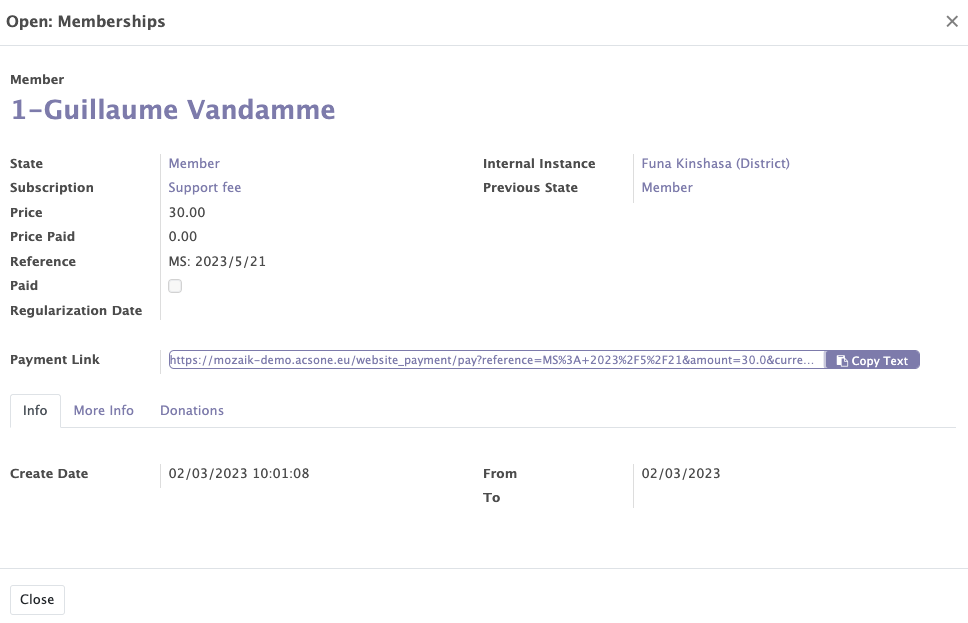 Open: Memberships
Member
1-Guillaume Vandamme
State Member Internal Instance Funa Kinshasa (District)
Subscription Support fee Previous State Member
Price 30.00
Price Paid 0.00
Reference MS: 2023/5/21
Paid
Regularization Date
Payment Link https://mozaik-demo.acsone.eu/website_payment/pay?reference=MS%3A+2023%2F5%2F21&amount=30.0&curre... Copy Text
Info More Info Donations
Create Date 02/03/2023 10:01:08 From 02/03/2023
To
Close